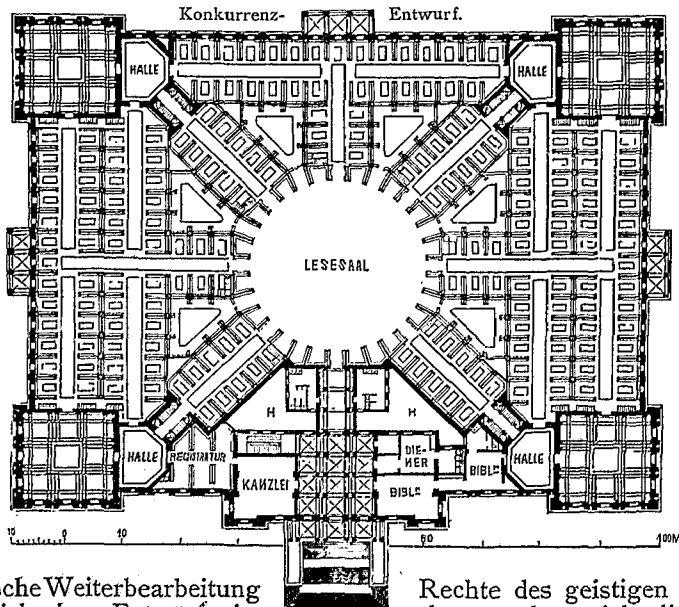 Konkurrenz- Entwurf.
HALLE HALLE
LESESAAL
H H
HALLE REGISTRATUR DIE-NER BIBL. HALLE
KANZLEI BIBL.
10 0 10
100M
sche Weiterbearbeitung Rechte des geistigen